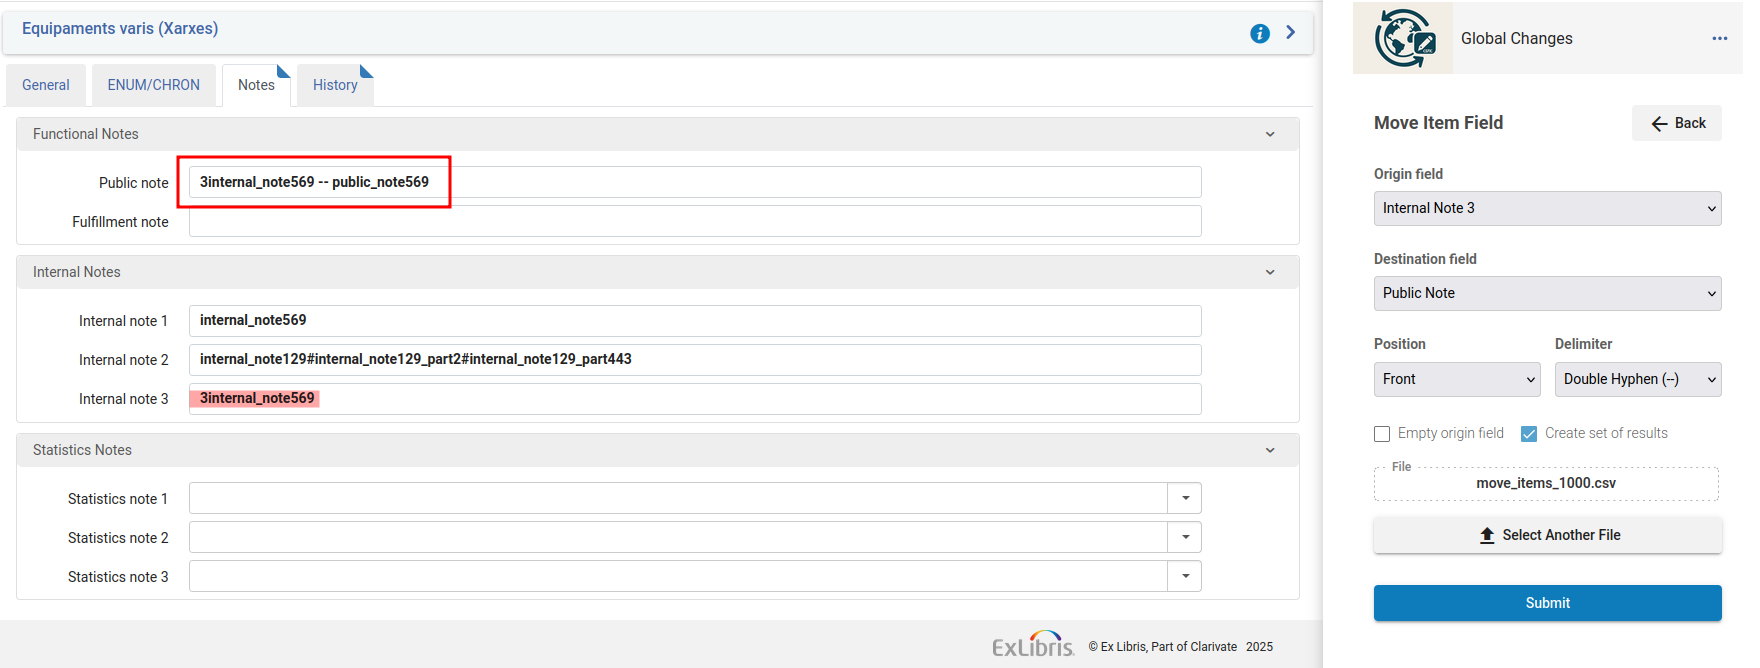 Equipaments varis (Xarxes)
General
ENUM/CHRON
Notes
History
Functional Notes
Public note
3internal_note569 -- public_note569
Fulfillment note
Internal Notes
Internal note 1
internal_note569
Internal note 2
internal_note129#internal_note129_part2#internal_note129_part443
Internal note 3
3internal_note569
Statistics Notes
Statistics note 1
Statistics note 2
Statistics note 3
ExLibris
© Ex Libris, Part of Clarivate 2025
Global Changes
Move Item Field
Back
Origin field
Internal Note 3
Destination field
Public Note
Position
Delimiter
Front
Double Hyphen (--)
Empty origin field
Create set of results
File
move_items_1000.csv
Select Another File
Submit